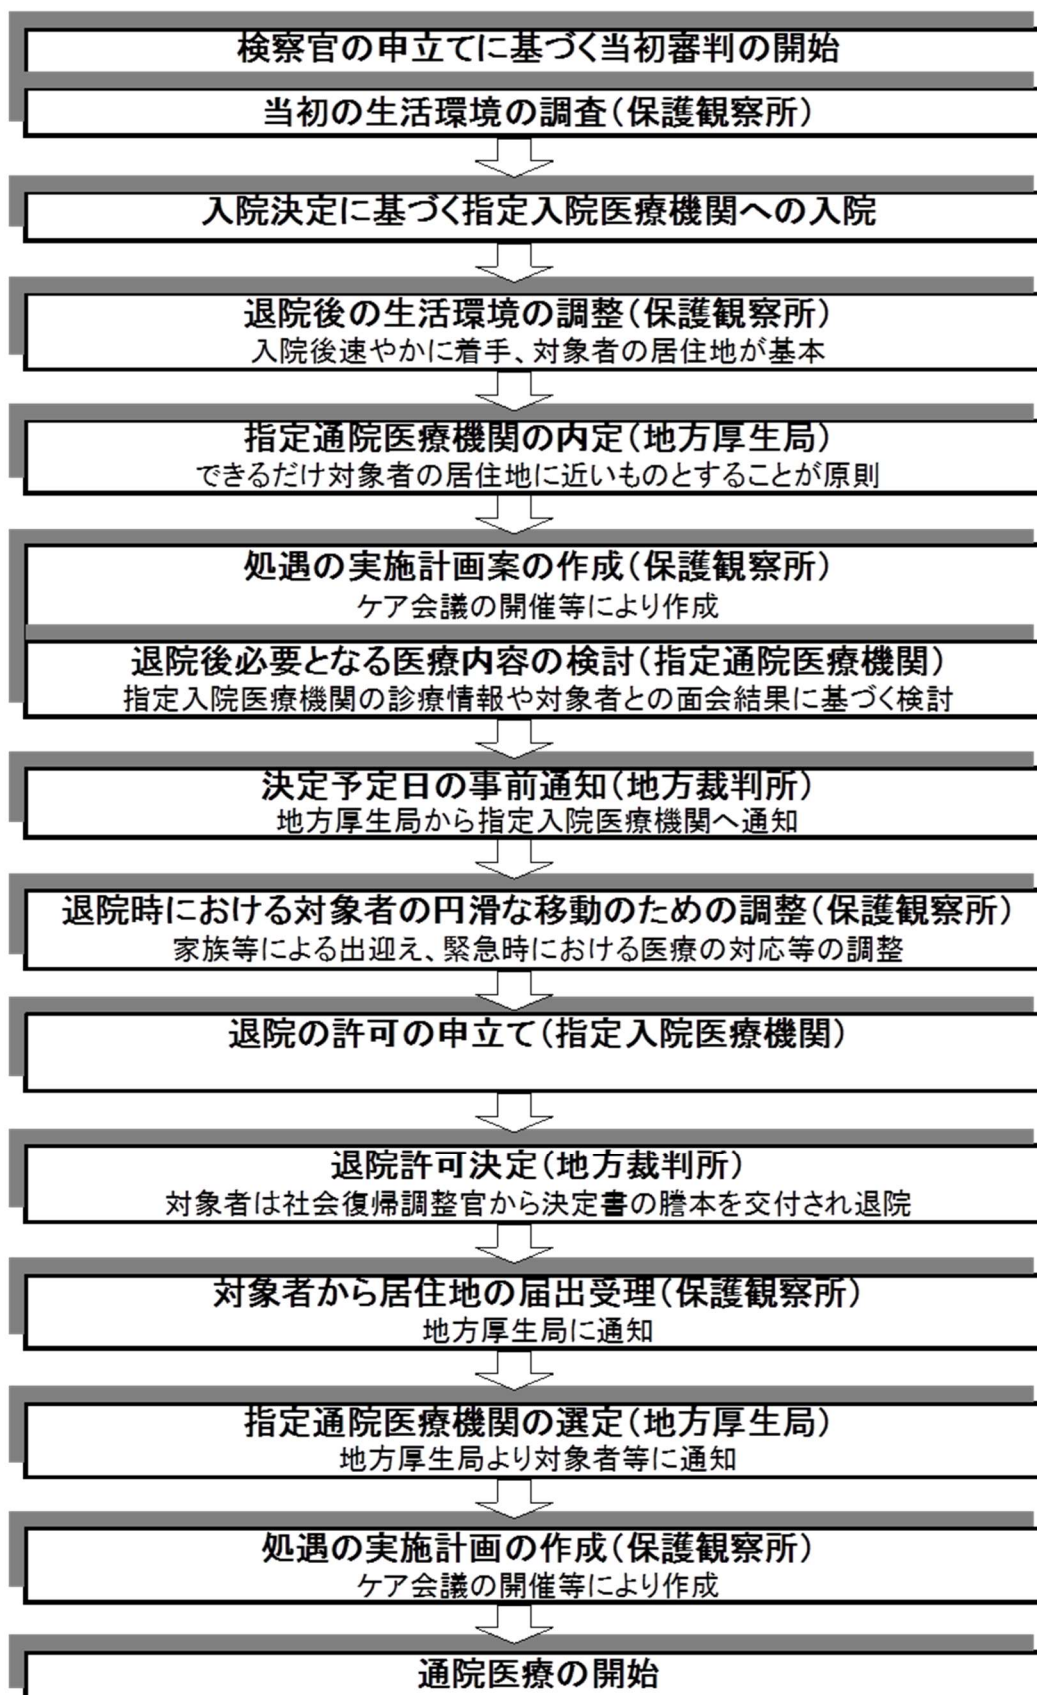 検察官の申立てに基づく当初審判の開始
当初の生活環境の調査(保護観察所)
入院決定に基づく指定入院医療機関への入院
退院後の生活環境の調整(保護観察所)
入院後速やかに着手、対象者の居住地が基本
指定通院医療機関の内定(地方厚生局)
できるだけ対象者の居住地に近いものとすることが原則
処遇の実施計画案の作成(保護観察所)
ケア会議の開催等により作成
退院後必要となる医療内容の検討(指定通院医療機関)
指定入院医療機関の診療情報や対象者との面会結果に基づく検討
決定予定日の事前通知(地方裁判所)
地方厚生局から指定入院医療機関へ通知
退院時における対象者の円滑な移動のための調整(保護観察所)
家族等による出迎え、緊急時における医療の対応等の調整
退院の許可の申立て(指定入院医療機関)
退院許可決定(地方裁判所)
対象者は社会復帰調整官から決定書の謄本を交付され退院
対象者から居住地の届出受理(保護観察所)
地方厚生局に通知
指定通院医療機関の選定(地方厚生局)
地方厚生局より対象者等に通知
処遇の実施計画の作成(保護観察所)
ケア会議の開催等により作成
通院医療の開始